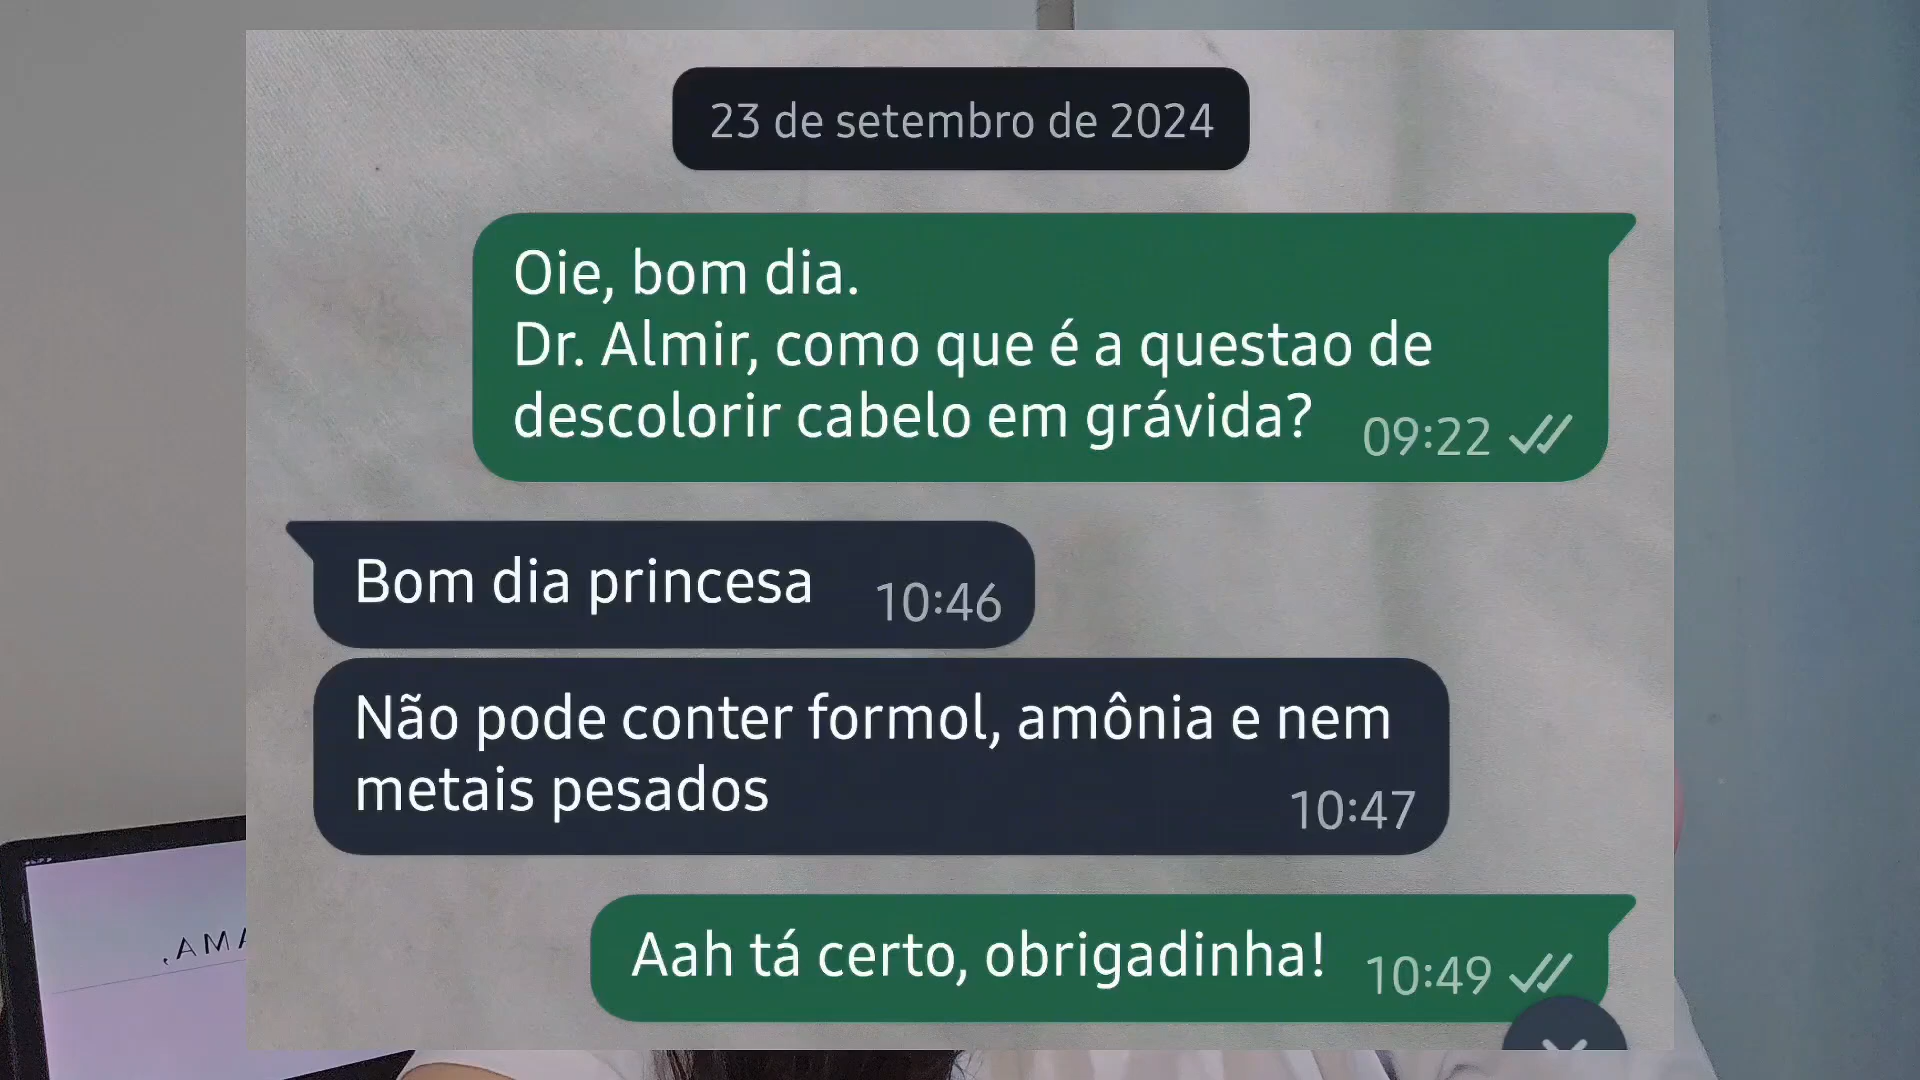 23 de setembro de 2024
Oie, bom dia.
Dr. Almir, como que é a questao de
descolorir cabelo em grávida? 09:22
Bom dia princesa 10:46
Não pode conter formol, amônia e nem
metais pesados 10:47
Aah tá certo, obrigadinha! 10:49